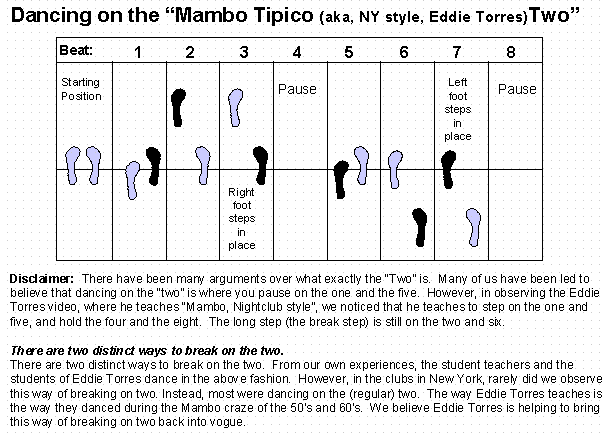 Dancing on the “Mambo Tipico (aka, NY style, Eddie Torres)Two”
Beat: 1 2 3 4 5 6 7 8
Starting
Position
Pause
Left
foot
steps
in
place
Pause
Right
foot
steps
in
place
Disclaimer: There have been many arguments over what exactly the "Two" is. Many of us have been led to
believe that dancing on the "two" is where you pause on the one and the five. However, in observing the Eddie
Torres video, where he teaches "Mambo, Nightclub style", we noticed that he teaches to step on the one and
five, and hold the four and the eight. The long step (the break step) is still on the two and six.
There are two distinct ways to break on the two.
There are two distinct ways to break on the two. From our own experiences, the student teachers and the
students of Eddie Torres dance in the above fashion. However, in the clubs in New York, rarely did we observe
this way of breaking on two. Instead, most were dancing on the (regular) two. The way Eddie Torres teaches is
the way they danced during the Mambo craze of the 50's and 60's. We believe Eddie Torres is helping to bring
this way of breaking on two back into vogue.